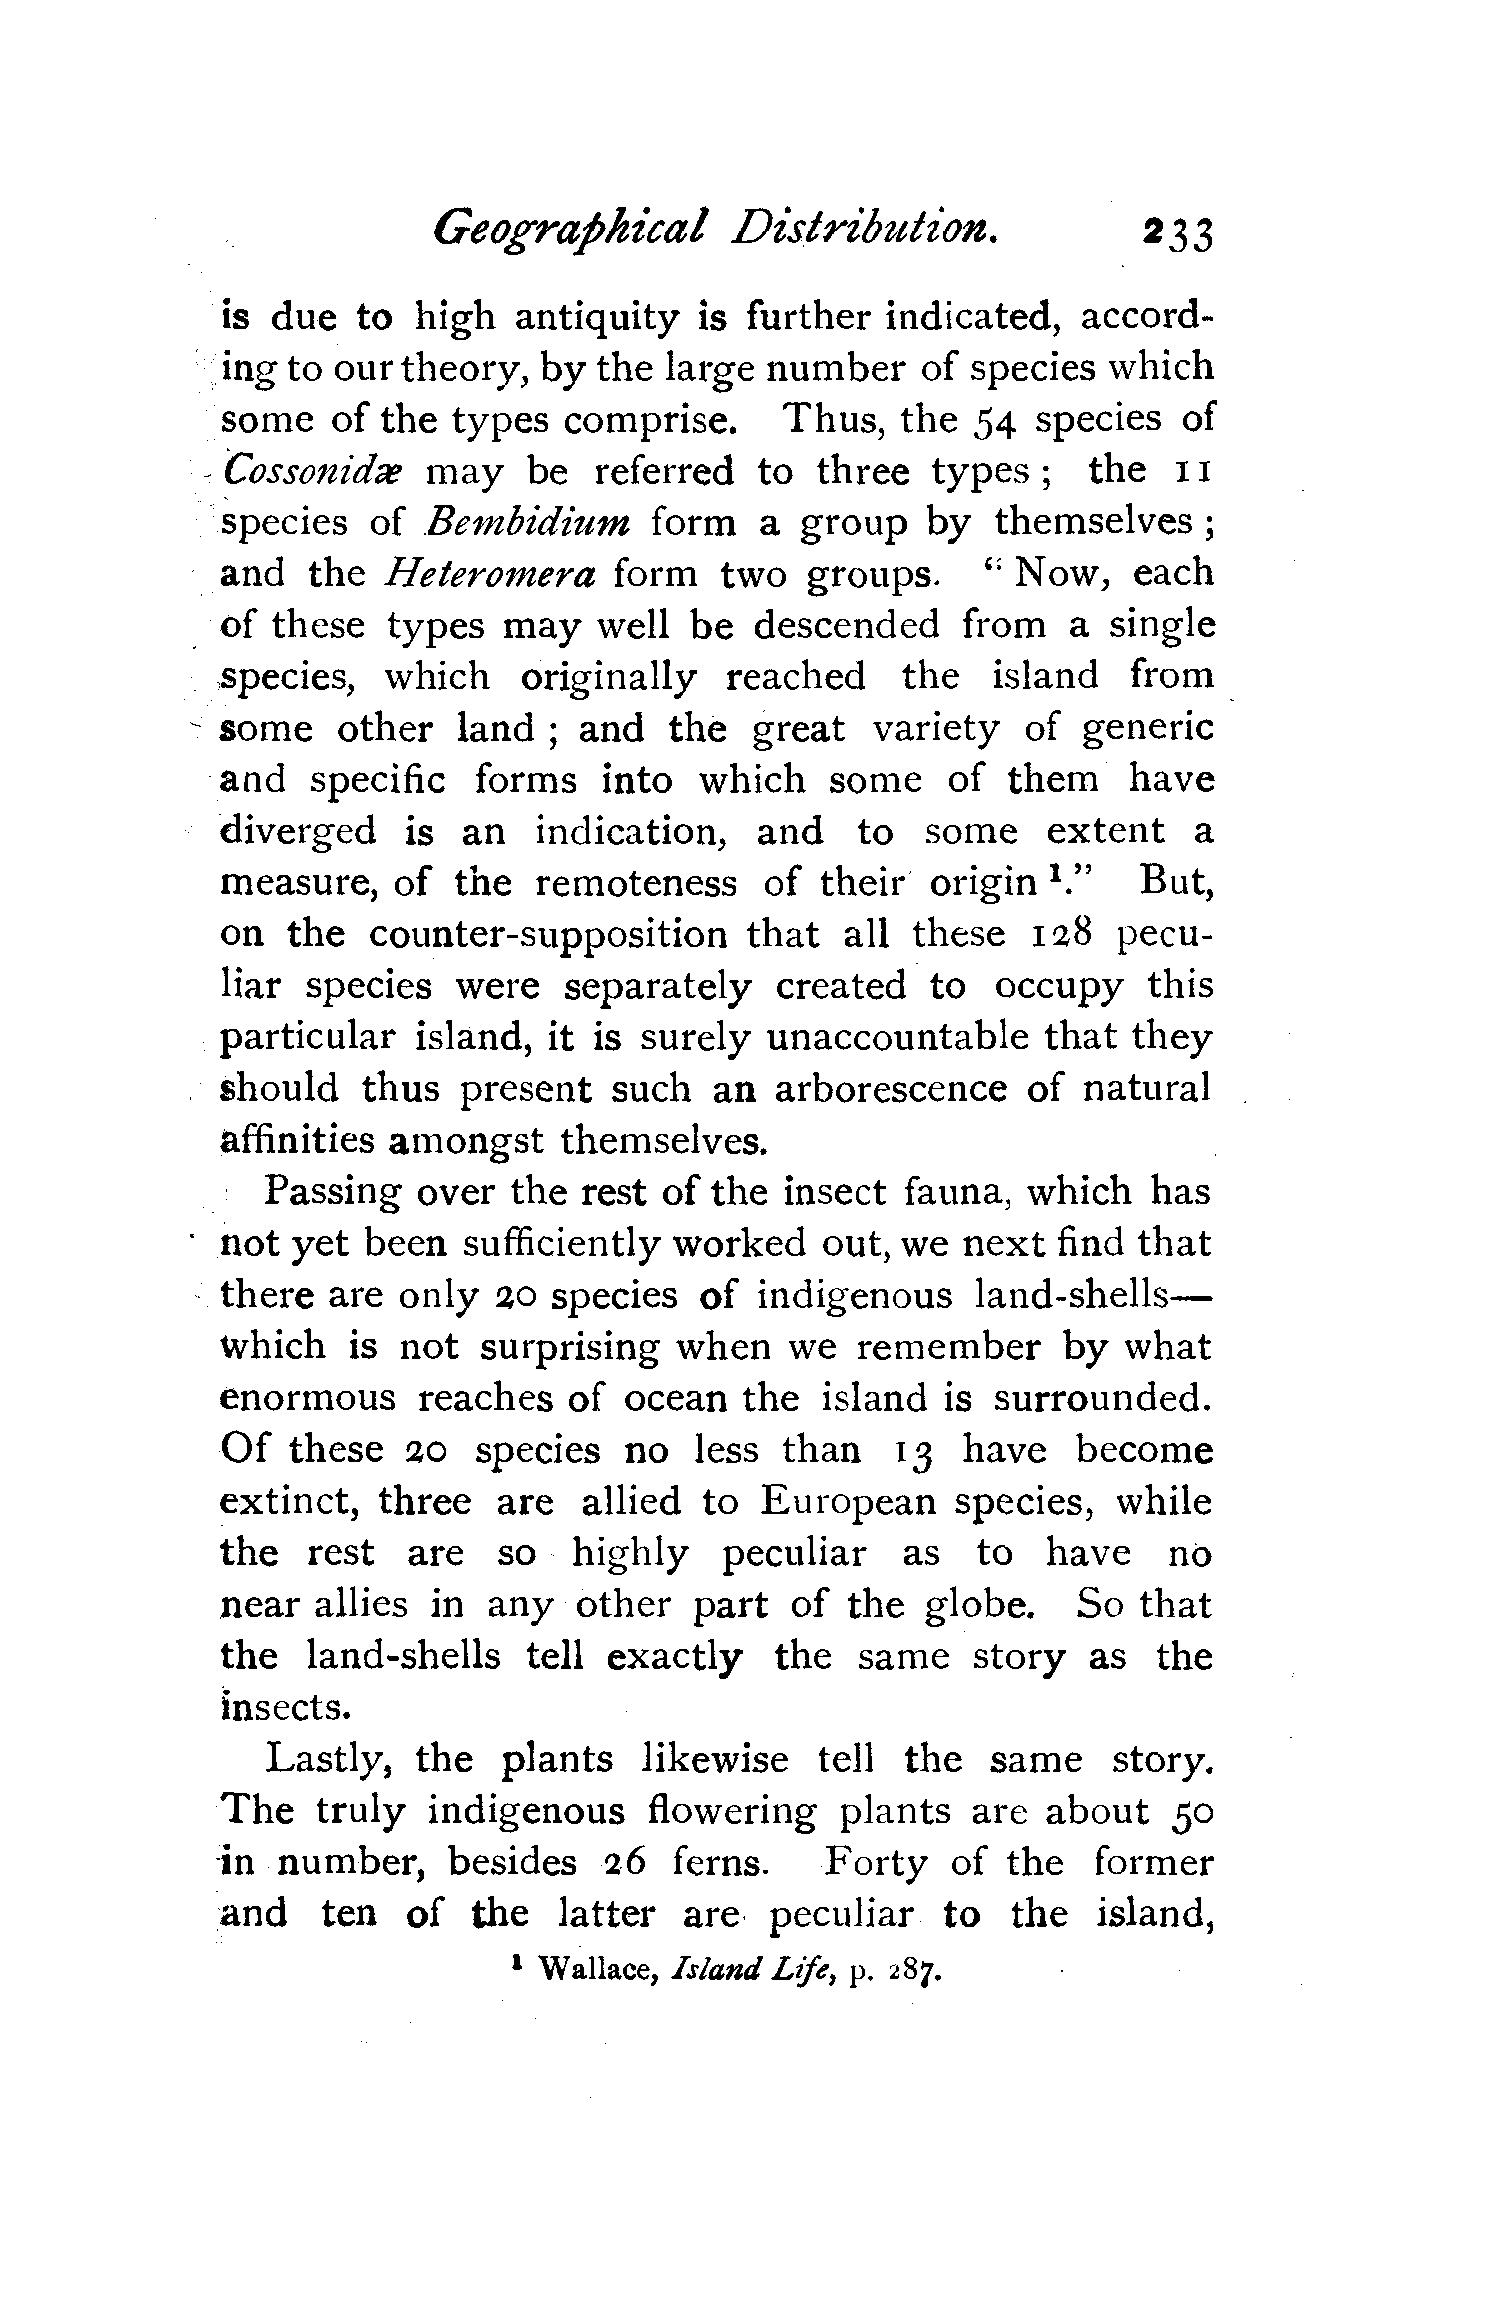 Geographical Distribution. 233
is due to high antiquity is further indicated, accord-
ing to our theory, by the large number of species which
some of the types comprise. Thus, the 54 species of
Cossonidæ may be referred to three types ; the 11
species of Bembidium form a group by themselves ;
and the Heteromera form two groups. “ Now, each
of these types may well be descended from a single
species, which originally reached the island from
some other land ; and the great variety of generic
and specific forms into which some of them have
diverged is an indication, and to some extent a
measure, of the remoteness of their origin ¹.” But,
on the counter-supposition that all these 128 pecu-
liar species were separately created to occupy this
particular island, it is surely unaccountable that they
should thus present such an arborescence of natural
affinities amongst themselves.
Passing over the rest of the insect fauna, which has
not yet been sufficiently worked out, we next find that
there are only 20 species of indigenous land-shells—
which is not surprising when we remember by what
enormous reaches of ocean the island is surrounded.
Of these 20 species no less than 13 have become
extinct, three are allied to European species, while
the rest are so highly peculiar as to have no
near allies in any other part of the globe. So that
the land-shells tell exactly the same story as the
insects.
Lastly, the plants likewise tell the same story.
The truly indigenous flowering plants are about 50
in number, besides 26 ferns. Forty of the former
and ten of the latter are peculiar to the island,
¹ Wallace, Island Life, p. 287.